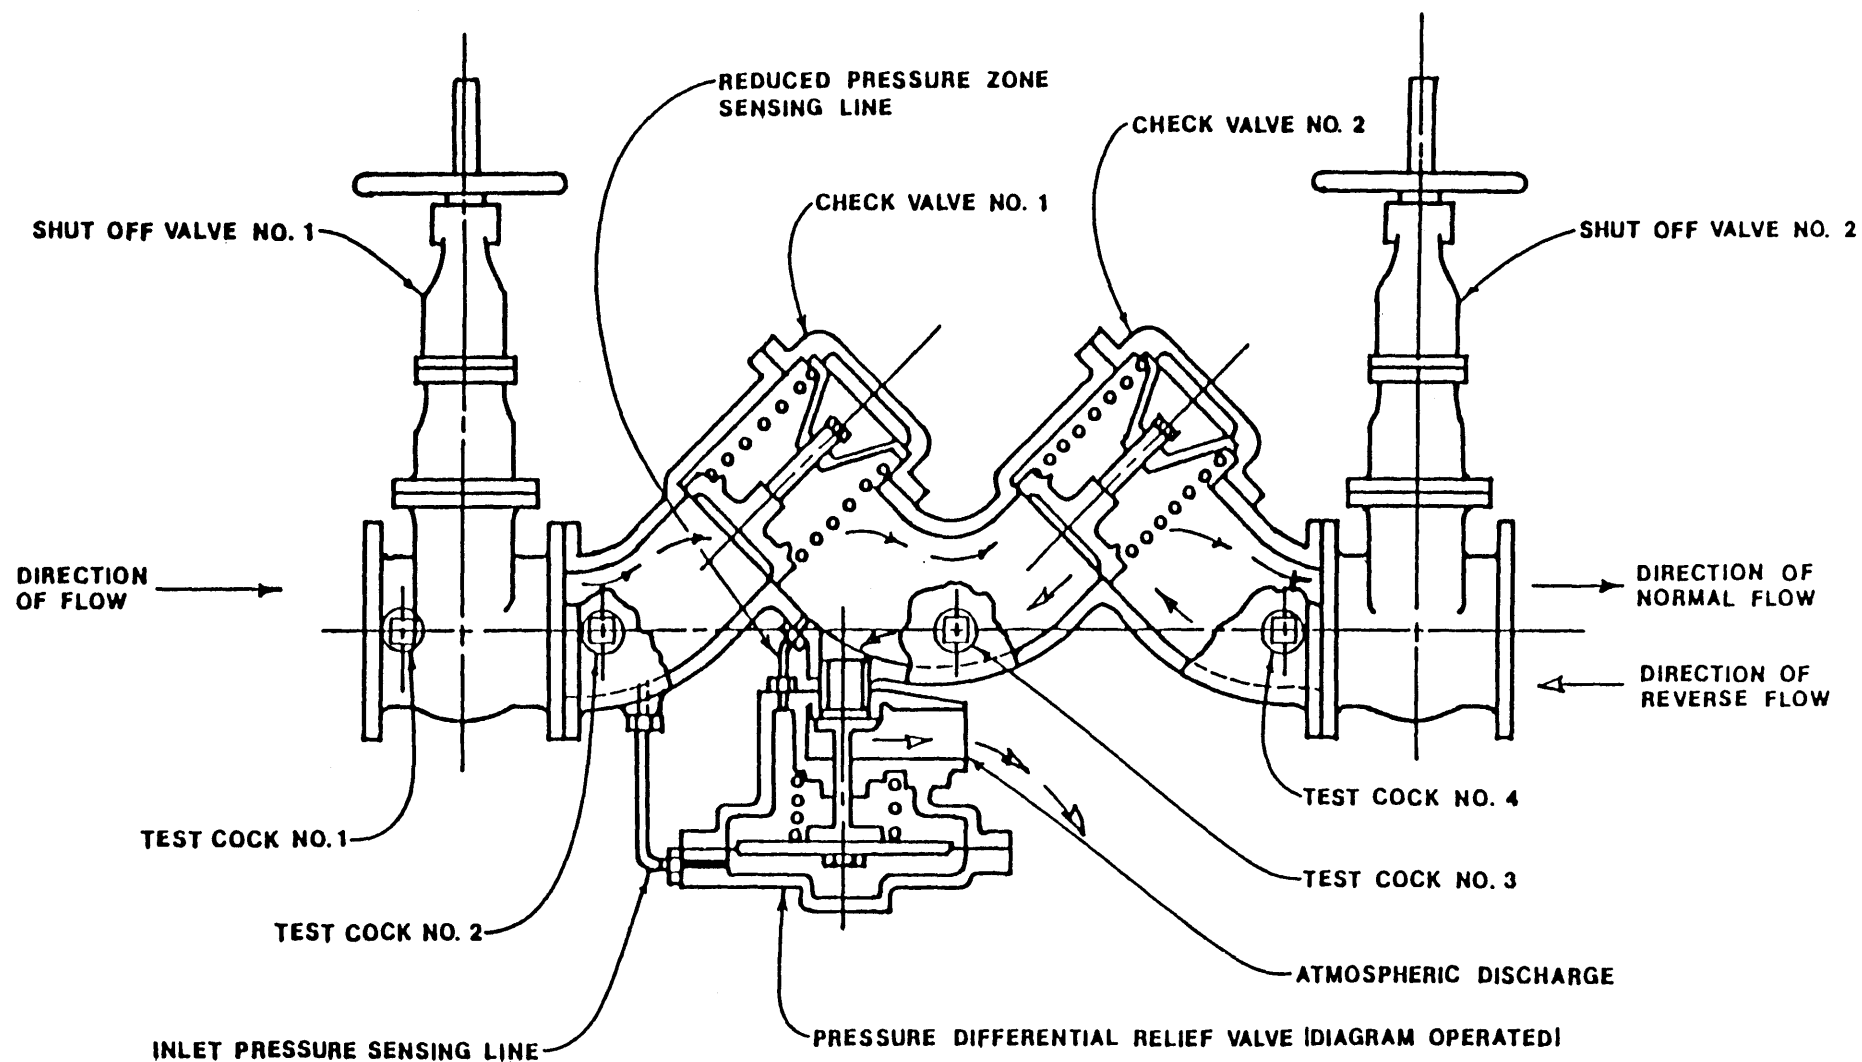 REDUCED PRESSURE ZONE
SENSING LINE
CHECK VALVE NO. 2
CHECK VALVE NO. 1
SHUT OFF VALVE NO. 1
SHUT OFF VALVE NO. 2
DIRECTION
OF FLOW
DIRECTION OF
NORMAL FLOW
DIRECTION OF
REVERSE FLOW
TEST COCK NO. 4
TEST COCK NO. 1
TEST COCK NO. 3
TEST COCK NO. 2
ATMOSPHERIC DISCHARGE
PRESSURE DIFFERENTIAL RELIEF VALVE (DIAGRAM OPERATED)
INLET PRESSURE SENSING LINE